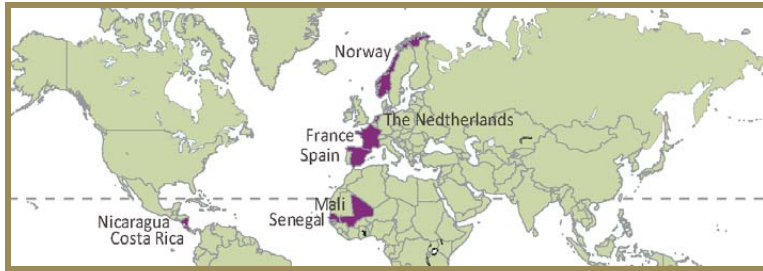 Norway
The Nedtherlands
France
Spain
Mali
Senegal
Nicaragua
Costa Rica